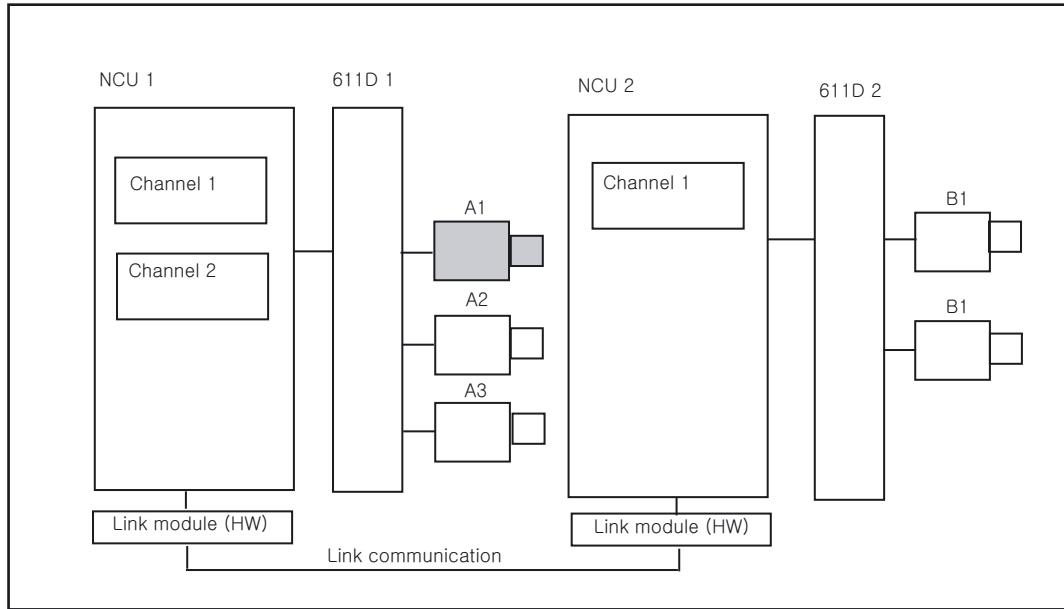 NCU 1
611D 1
NCU 2
611D 2
Channel 1
Channel 2
A1
A2
A3
Channel 1
B1
B1
Link module (HW)
Link module (HW)
Link communication